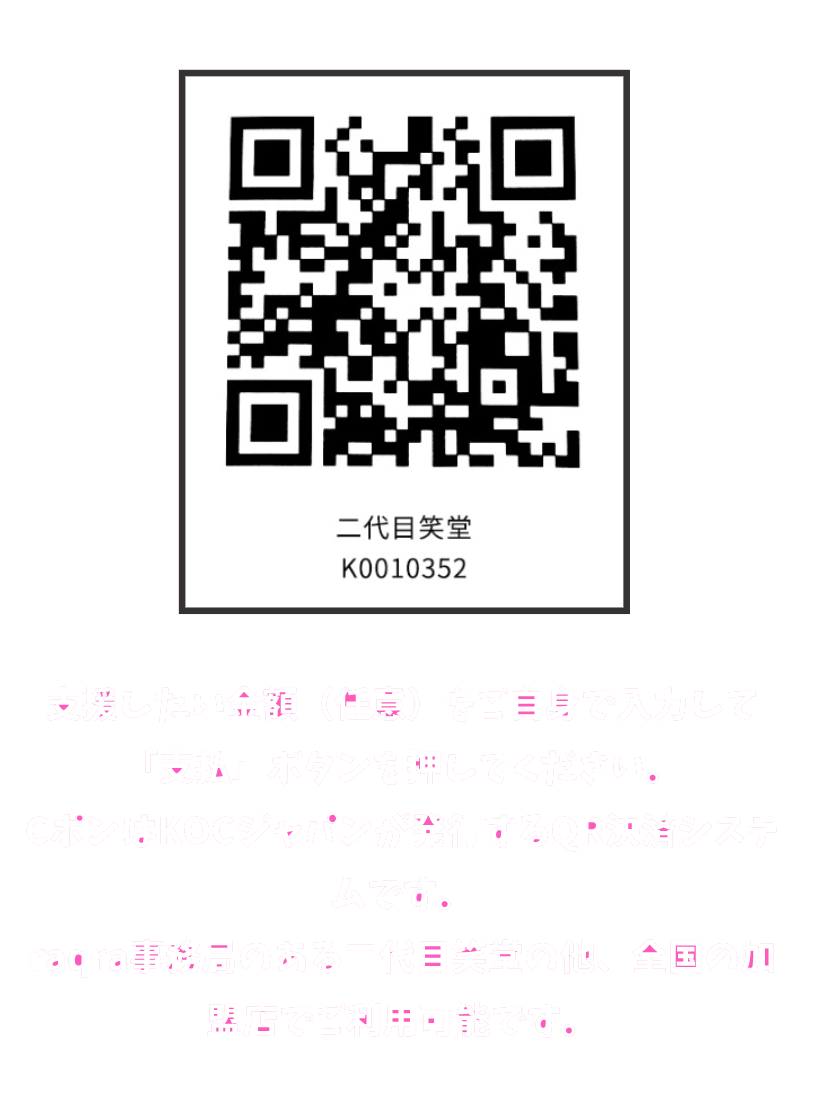 二代目笑堂
K0010352
支援したい金額（任意）をご自身で入力して
「支払」ボタンを押してください。
CポンはKOCジャパンが発行するQR決済システ
ムです。
raqra事務局のある二代目笑堂の他、全国の加
盟店でご利用可能です。